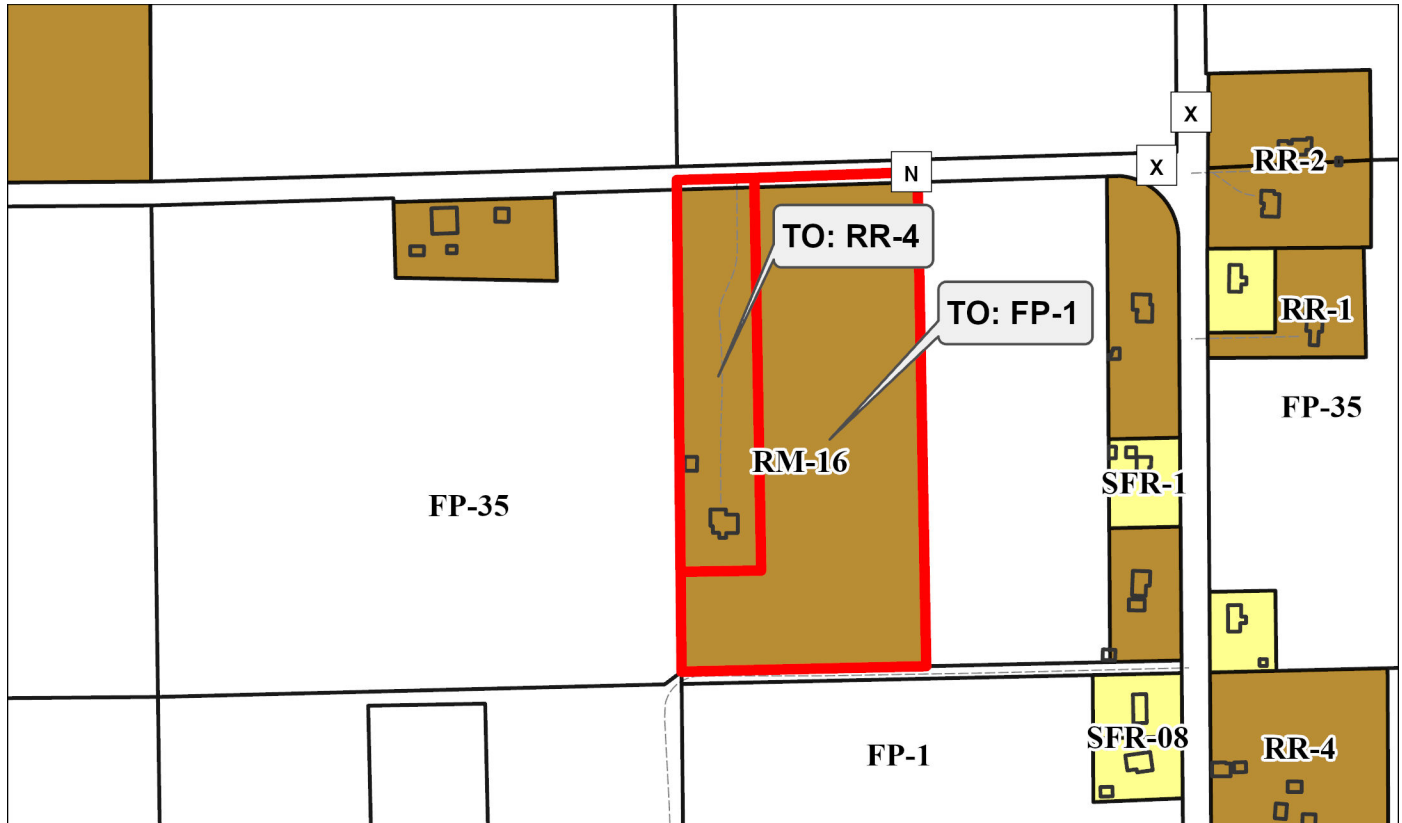 X
X
N
RR-2
TO: RR-4
TO: FP-1
RR-1
FP-35
RM-16
SFR-1
FP-35
SFR-08
RR-4
FP-1